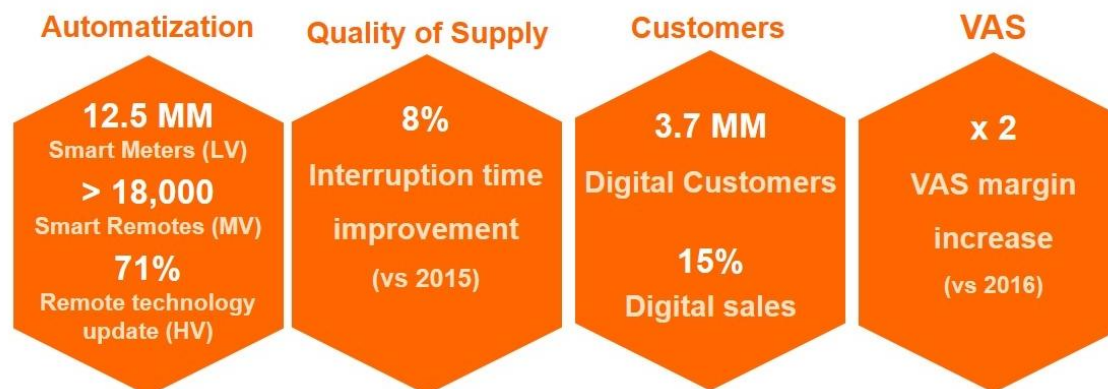 Automatization
12.5 MM
Smart Meters (LV)
> 18,000
Smart Remotes (MV)
71%
Remote technology
update (HV)
Quality of Supply
8%
Interruption time
improvement
(vs 2015)
Customers
3.7 MM
Digital Customers
15%
Digital sales
VAS
x 2
VAS margin
increase
(vs 2016)